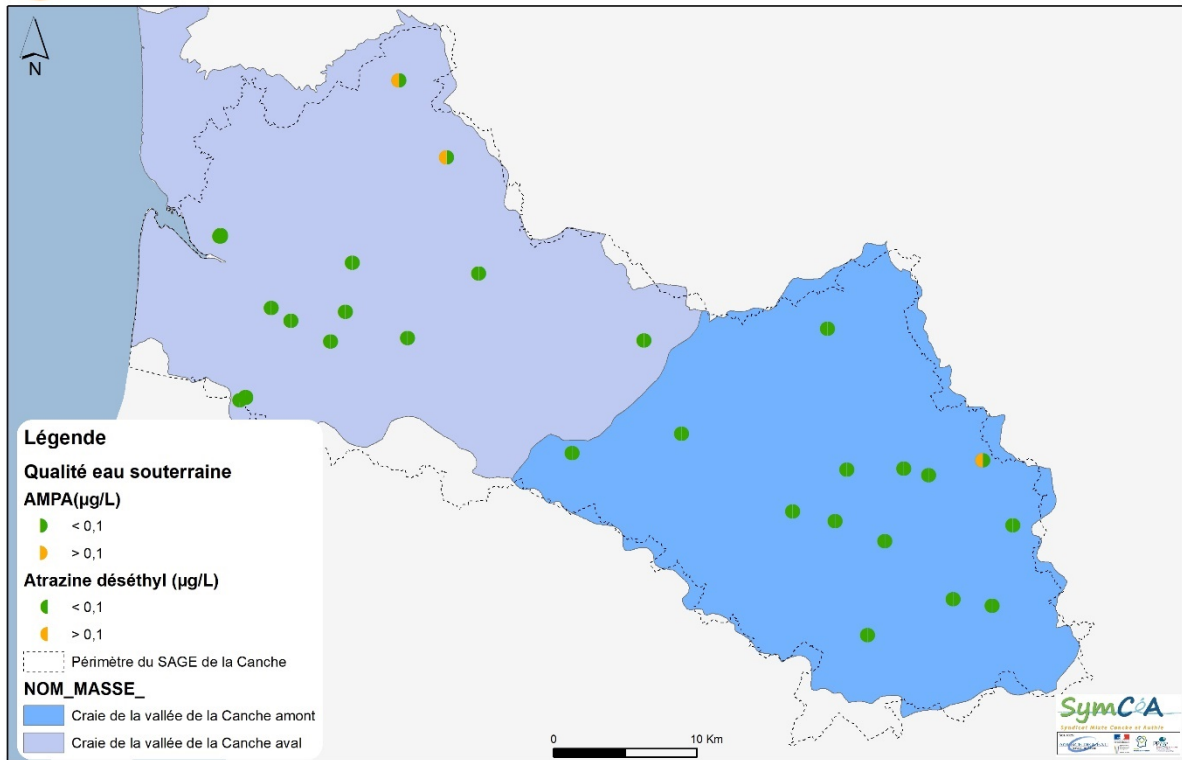 N
Légende
Qualité eau souterraine
AMPA(µg/L)
< 0,1
> 0,1
Atrazine déséthyl (µg/L)
< 0,1
> 0,1
Périmètre du SAGE de la Canche
NOM_MASSE_
Craie de la vallée de la Canche amont
Craie de la vallée de la Canche aval
0 10 Km
SymCéA
Syndicat Mixte Canche et Authie